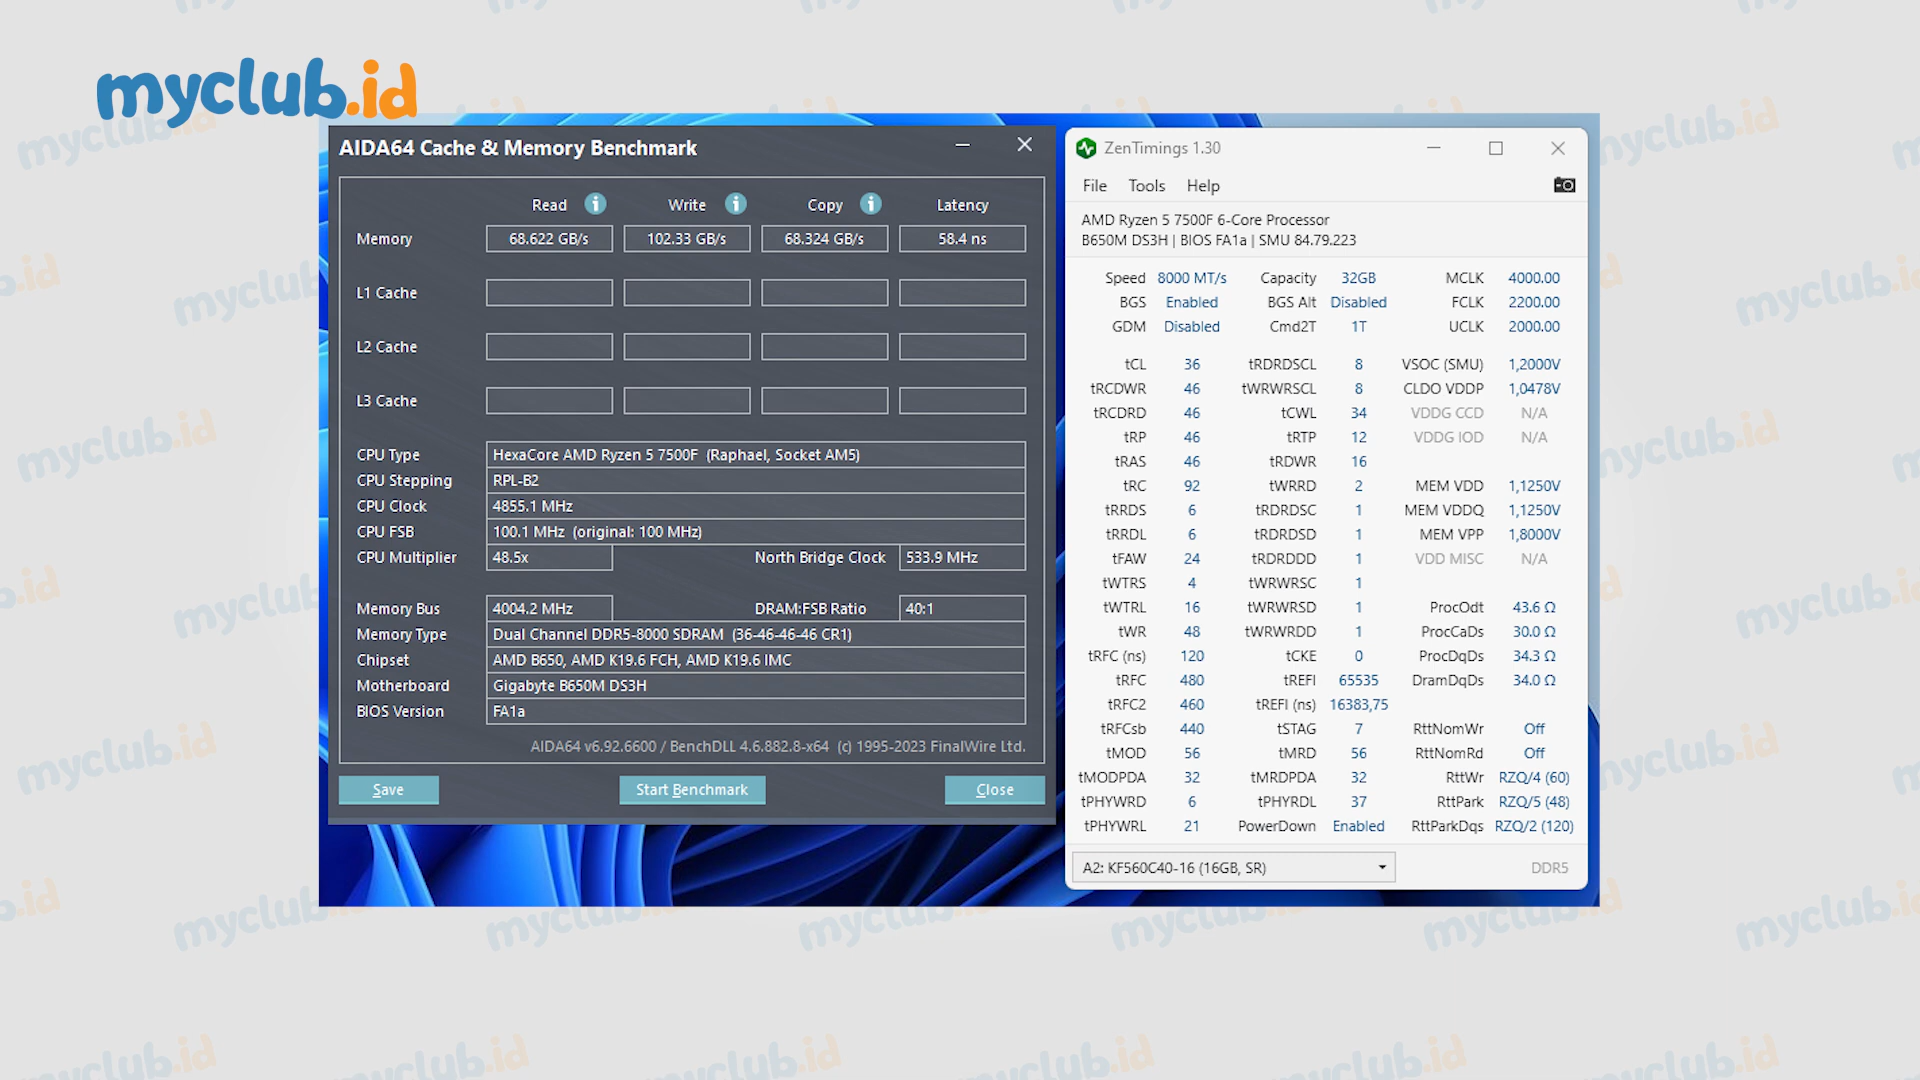 myclub.id
AIDA64 Cache & Memory Benchmark
Read Write Copy Latency
Memory 68.622 GB/s 102.33 GB/s 68.324 GB/s 58.4 ns
L1 Cache
L2 Cache
L3 Cache
CPU Type HexaCore AMD Ryzen 5 7500F (Raphael, Socket AM5)
CPU Stepping RPL-B2
CPU Clock 4855.1 MHz
CPU FSB 100.1 MHz (original: 100 MHz)
CPU Multiplier 48.5x North Bridge Clock 533.9 MHz
Memory Bus 4004.2 MHz DRAM:FSB Ratio 40:1
Memory Type Dual Channel DDR5-8000 SDRAM (36-46-46-46 CR1)
Chipset AMD B650, AMD K19.6 FCH, AMD K19.6 IMC
Motherboard Gigabyte B650M DS3H
BIOS Version FA1a
AIDA64 v6.92.6600 / BenchDLL 4.6.882.8-x64 (c) 1995-2023 FinalWire Ltd.
Save Start Benchmark Close
ZenTimings 1.30
File Tools Help
AMD Ryzen 5 7500F 6-Core Processor
B650M DS3H | BIOS FA1a | SMU 84.79.223
Speed 8000 MT/s Capacity 32GB MCLK 4000.00
BGS Enabled BGS Alt Disabled FCLK 2200.00
GDM Disabled Cmd2T 1T UCLK 2000.00
tCL 36 tRDRDSCL 8 VSOC (SMU) 1,2000V
tRCDWR 46 tWRWRSCL 8 CLDO VDDP 1,0478V
tRCDRD 46 tCWL 34 VDDG CCD N/A
tRP 46 tRTP 12 VDDG IOD N/A
tRAS 46 tRDWR 16
tRC 92 tWRRD 2 MEM VDD 1,1250V
tRRDS 6 tRDRDSC 1 MEM VDDQ 1,1250V
tRRDL 6 tRDRDSD 1 MEM VPP 1,8000V
tFAW 24 tRDRDDD 1 VDD MISC N/A
tWTRS 4 tWRWRSC 1
tWTRL 16 tWRWRSD 1 ProcOdt 43.6 Ω
tWR 48 tWRWRDD 1 ProcCaDs 30.0 Ω
tRFC (ns) 120 tCKE 0 ProcDqDs 34.3 Ω
tRFC 480 tREFI 65535 DramDqDs 34.0 Ω
tRFC2 460 tREFI (ns) 16383,75
tRFCsb 440 tSTAG 7 RttNomWr Off
tMOD 56 tMRD 56 RttNomRd Off
tMODPDA 32 tMRDPDA 32 RttWr RZQ/4 (60)
tPHYWRD 6 tPHYRDL 37 RttPark RZQ/5 (48)
tPHYWRL 21 PowerDown Enabled RttParkDqs RZQ/2 (120)
A2: KF560C40-16 (16GB, SR) DDR5